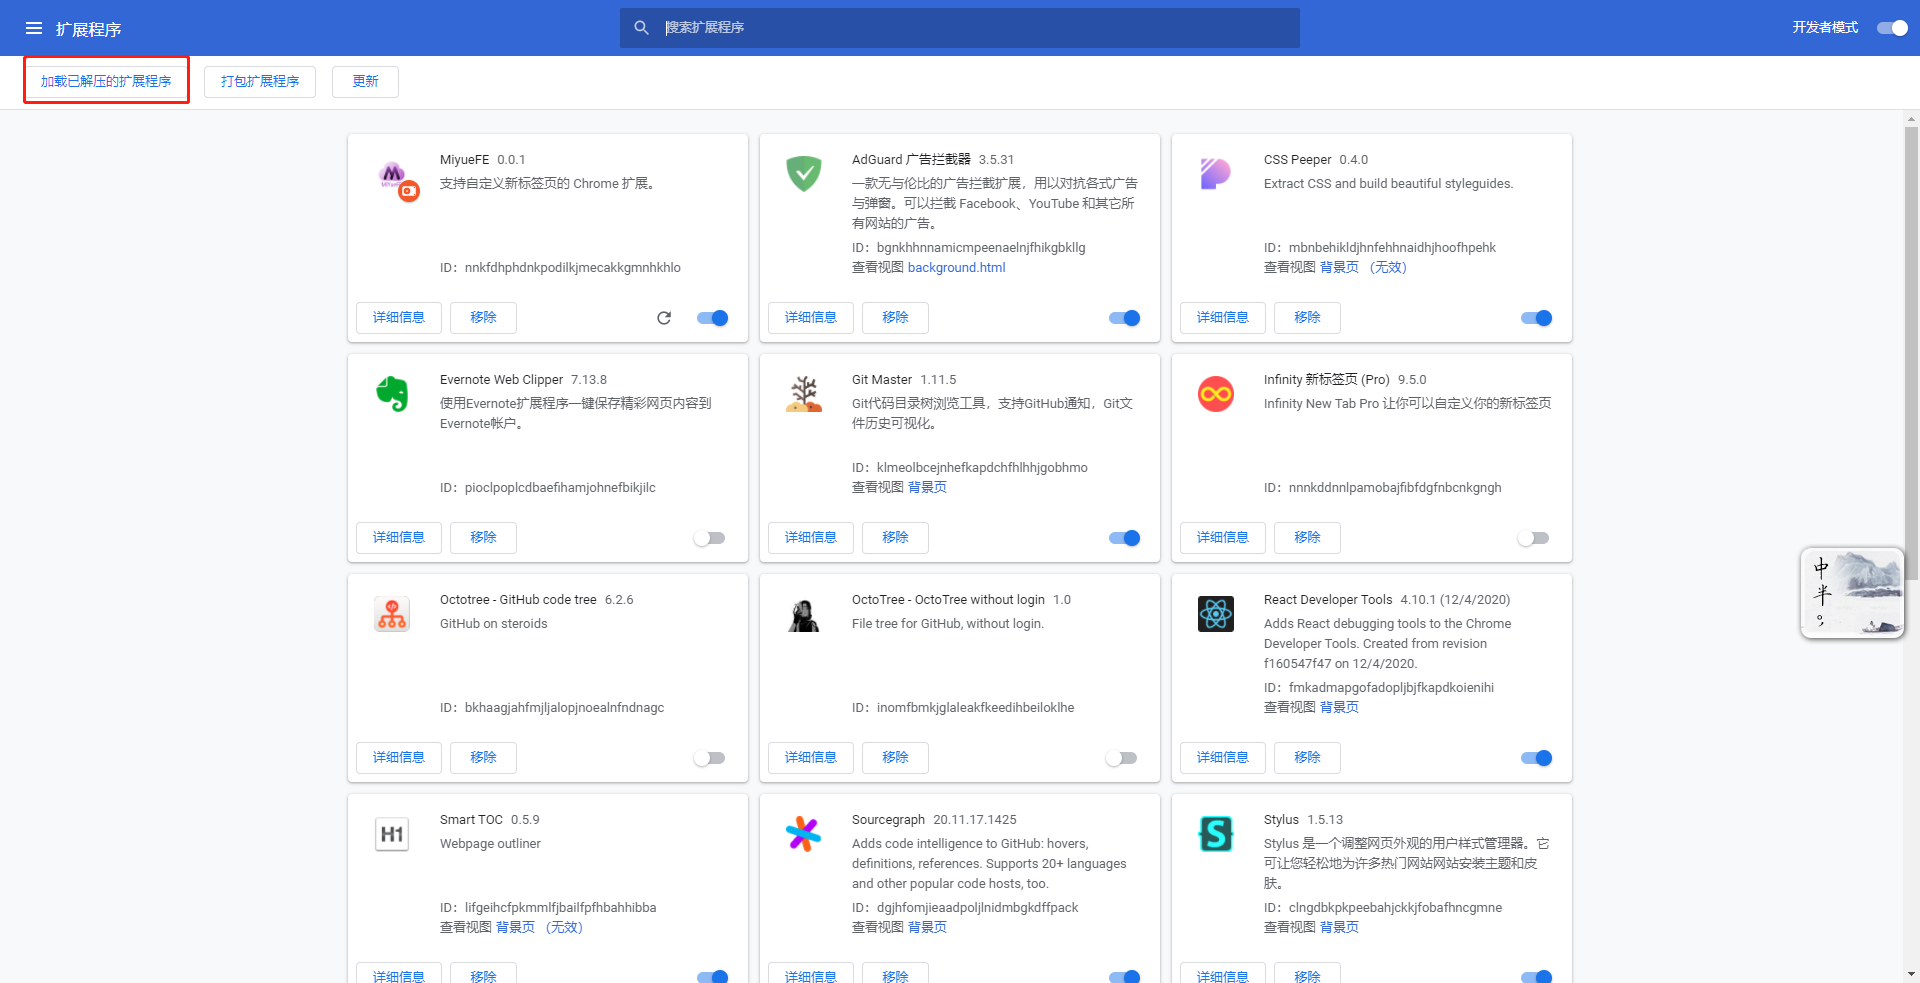 扩展程序
搜索扩展程序
开发者模式
加载已解压的扩展程序
打包扩展程序
更新
MiyueFE 0.0.1
支持自定义新标签页的 Chrome 扩展。
ID：nnkfdhphdnkpodilkjmecakkgmnhkhlo
详细信息
移除
AdGuard 广告拦截器 3.5.31
一款无与伦比的广告拦截扩展，用以对抗各式广告
与弹窗。可以拦截 Facebook、YouTube 和其它所
有网站的广告。
ID：bgnkhhnnamicmpeenaelnjfhikgbkllg
查看视图 background.html
详细信息
移除
CSS Peeper 0.4.0
Extract CSS and build beautiful styleguides.
ID：mbnbehikldjhnfehhnaidhjhoofhpehk
查看视图 背景页 （无效）
详细信息
移除
Evernote Web Clipper 7.13.8
使用Evernote扩展程序一键保存精彩网页内容到
Evernote帐户。
ID：pioclpoplcdbaefihamjohnefbikjilc
详细信息
移除
Git Master 1.11.5
Git代码目录树浏览工具，支持GitHub通知，Git文
件历史可视化。
ID：klmeolbcejnhefkapdchfhlhhjgobhmo
查看视图 背景页
详细信息
移除
Infinity 新标签页 (Pro) 9.5.0
Infinity New Tab Pro 让你可以自定义你的新标签页
ID：nnnkddnnlpamobajfibfdgfnbcnkgngh
详细信息
移除
Octotree - GitHub code tree 6.2.6
GitHub on steroids
ID：bkhaagjahfmjljalopjnoealnfndnagc
详细信息
移除
OctoTree - OctoTree without login 1.0
File tree for GitHub, without login.
ID：inomfbmkjglaleakfkeedihbeiloklhe
详细信息
移除
React Developer Tools 4.10.1 (12/4/2020)
Adds React debugging tools to the Chrome
Developer Tools. Created from revision
f160547f47 on 12/4/2020.
ID：fmkadmapgofadopljbjfkapdkoienihi
查看视图 背景页
详细信息
移除
中
半
。
H1
Smart TOC 0.5.9
Webpage outliner
ID：lifgeihcfpkmmlfjbailfpfhbahhibba
查看视图 背景页 （无效）
详细信息
移除
Sourcegraph 20.11.17.1425
Adds code intelligence to GitHub: hovers,
definitions, references. Supports 20+ languages
and other popular code hosts, too.
ID：dgjhfomjieaadpoljlnidmbgkdffpack
查看视图 背景页
详细信息
移除
S
Stylus 1.5.13
Stylus 是一个调整网页外观的用户样式管理器。它
可让您轻松地为许多热门网站网站安装主题和皮
肤。
ID：clngdbkpkpeebahjckkjfobafhncgmne
查看视图 背景页
详细信息
移除